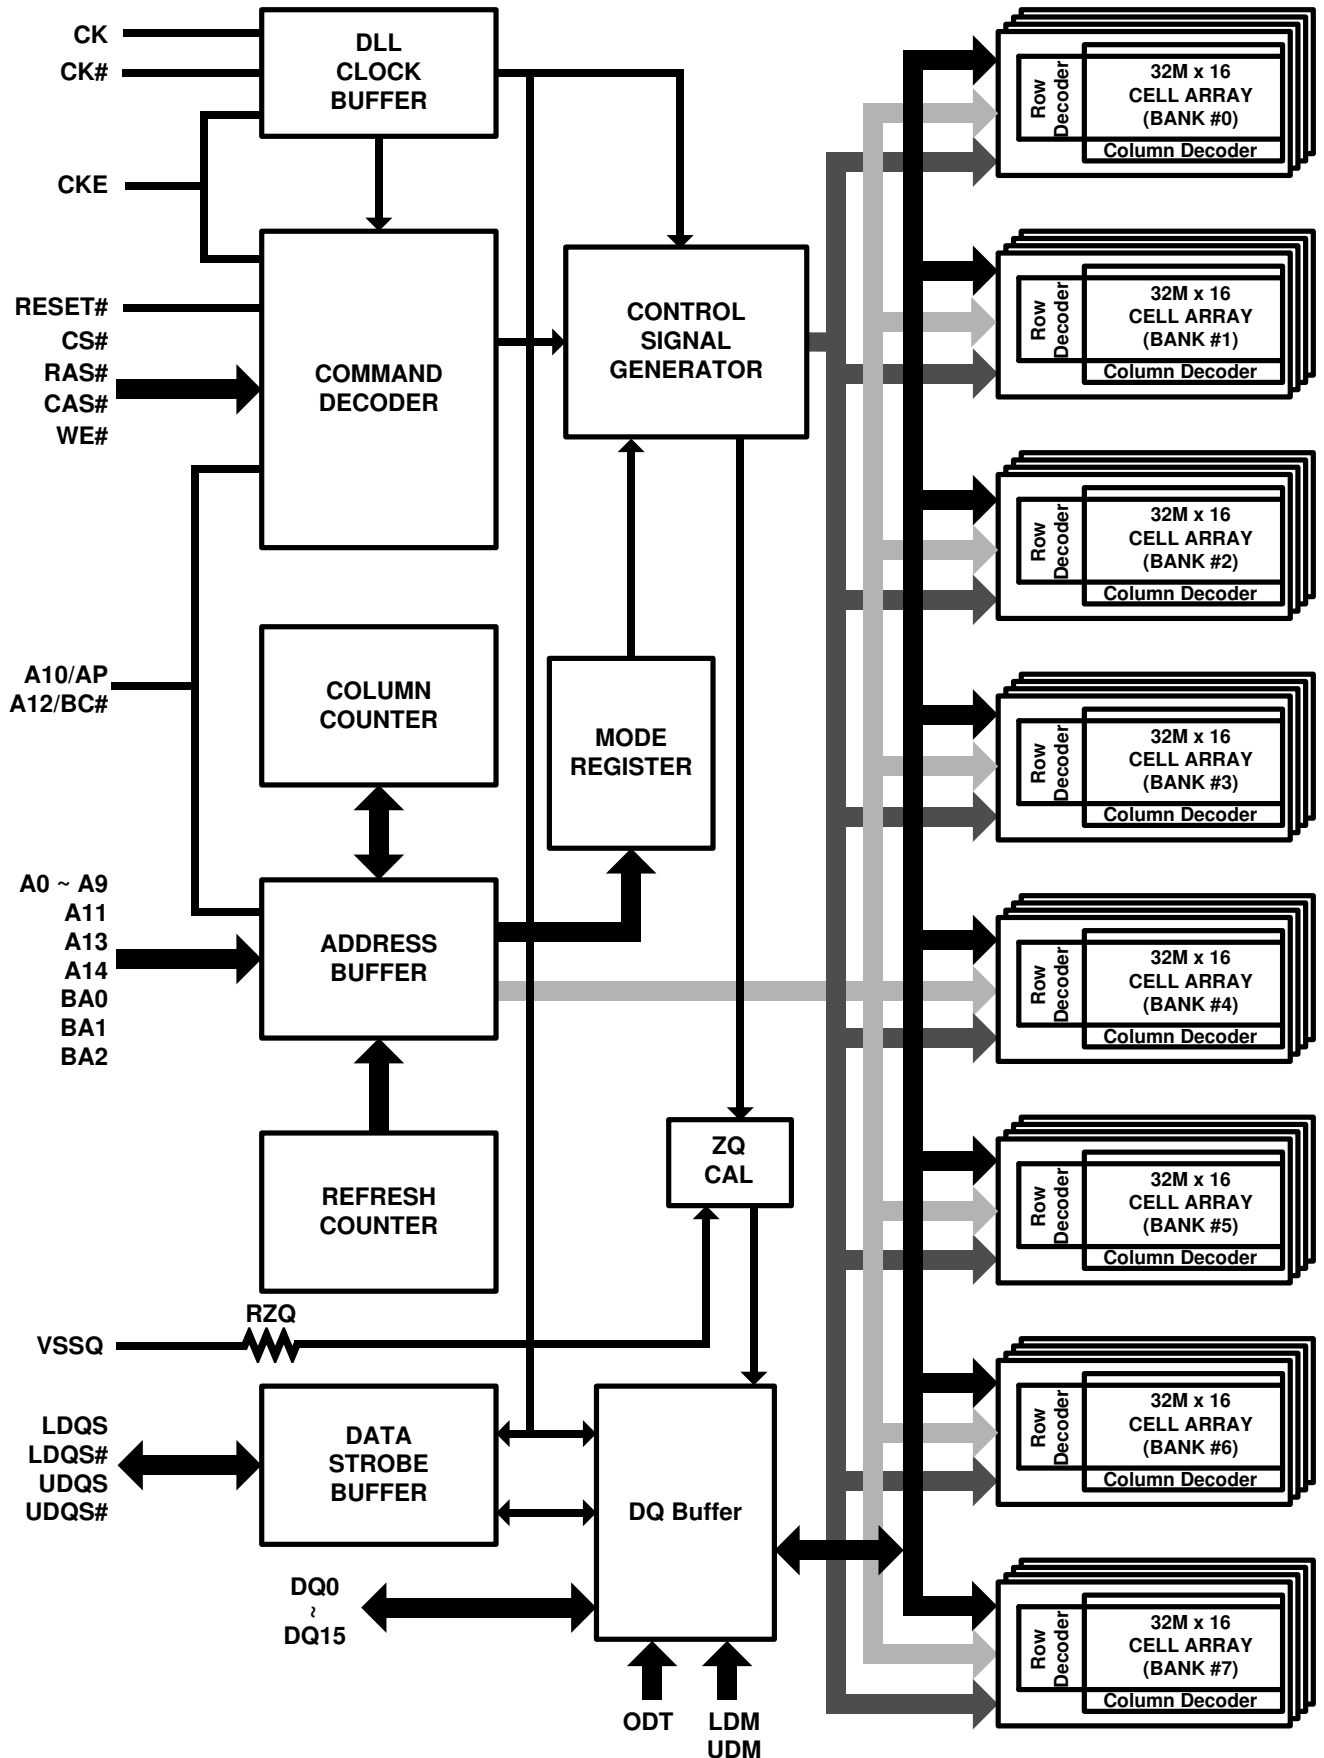 CK
CK#
CKE
RESET#
CS#
RAS#
CAS#
WE#
A10/AP
A12/BC#
A0 ~ A9
A11
A13
A14
BA0
BA1
BA2
VSSQ
RZQ
LDQS
LDQS#
UDQS
UDQS#
DQ0
~
DQ15
DLL
CLOCK
BUFFER
COMMAND
DECODER
COLUMN
COUNTER
ADDRESS
BUFFER
REFRESH
COUNTER
DATA
STROBE
BUFFER
CONTROL
SIGNAL
GENERATOR
MODE
REGISTER
ZQ
CAL
DQ Buffer
ODT
LDM
UDM
Row
Decoder
32M x 16
CELL ARRAY
(BANK #0)
Column Decoder
Row
Decoder
32M x 16
CELL ARRAY
(BANK #1)
Column Decoder
Row
Decoder
32M x 16
CELL ARRAY
(BANK #2)
Column Decoder
Row
Decoder
32M x 16
CELL ARRAY
(BANK #3)
Column Decoder
Row
Decoder
32M x 16
CELL ARRAY
(BANK #4)
Column Decoder
Row
Decoder
32M x 16
CELL ARRAY
(BANK #5)
Column Decoder
Row
Decoder
32M x 16
CELL ARRAY
(BANK #6)
Column Decoder
Row
Decoder
32M x 16
CELL ARRAY
(BANK #7)
Column Decoder